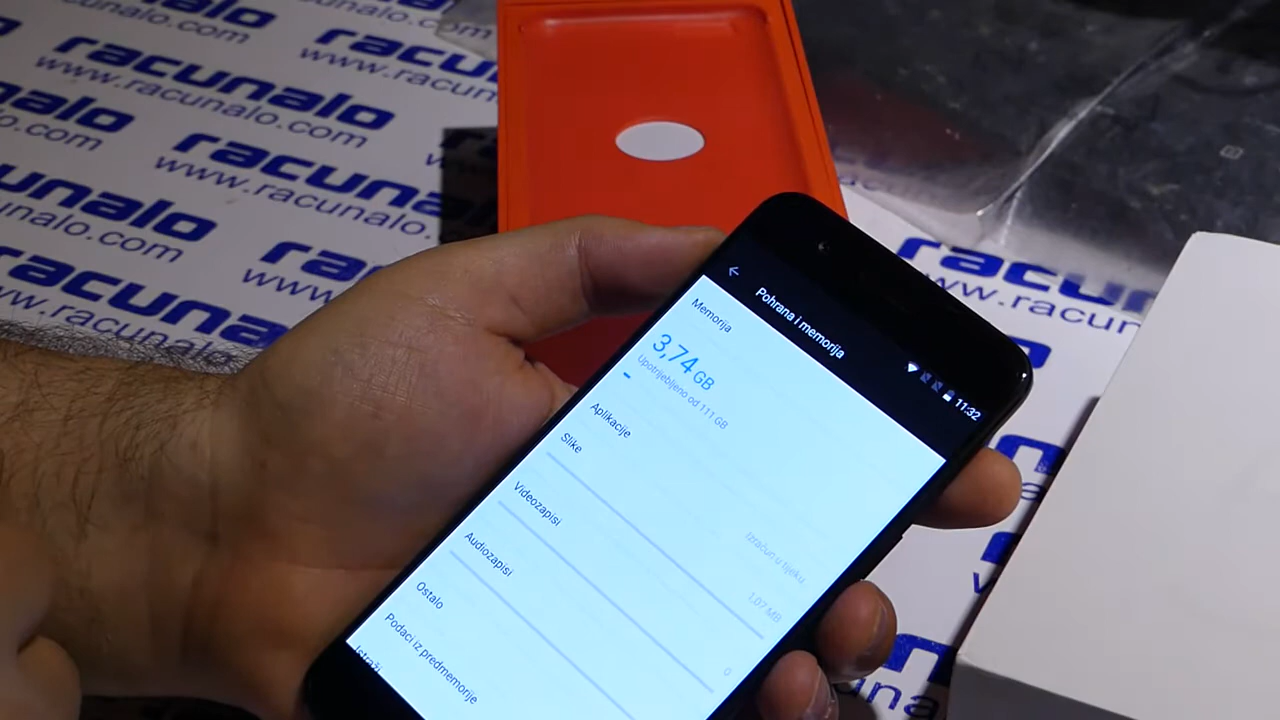 racunalo
www.racunalo.com
racunalo
www.racunalo.com
racunalo
www.racunalo.com
racunalo
www.racunalo.com
Pohrana i memorija
11:32
Memorija
3,74 GB
Upotrijebljeno od 111 GB
Aplikacije
Izračun u tijeku
Slike
1,07 MB
Videozapisi
0
Audiozapisi
Ostalo
Podaci iz predmemorije
Istraži